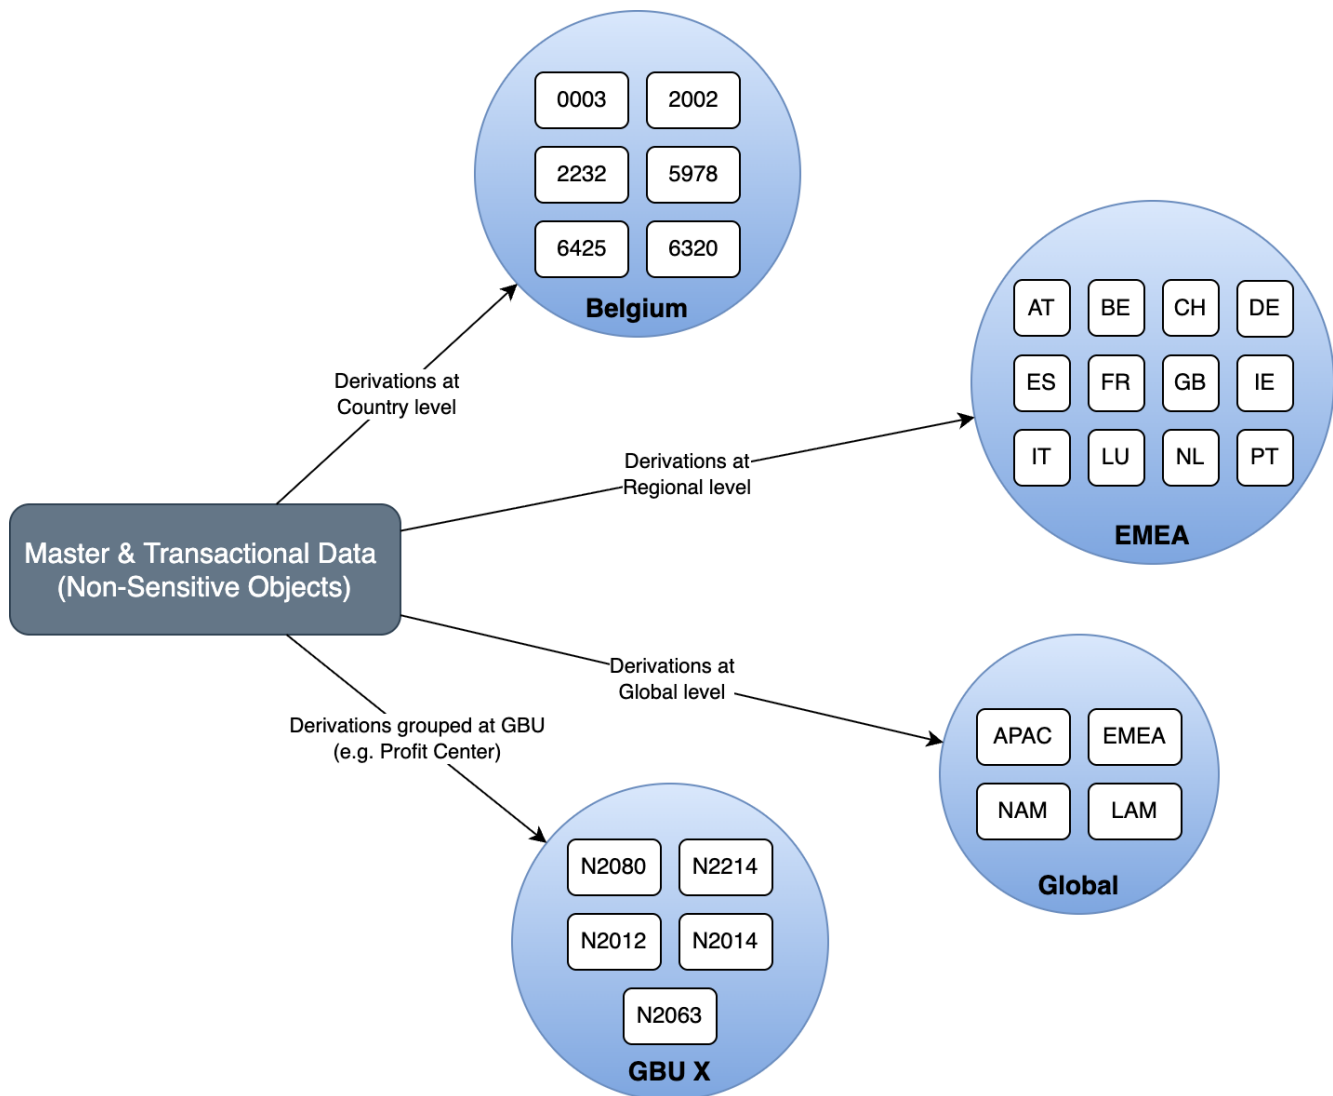 0003 2002
2232 5978
6425 6320
Belgium
AT BE CH DE
ES FR GB IE
IT LU NL PT
EMEA
Derivations at
Country level
Derivations at
Regional level
Master & Transactional Data
(Non-Sensitive Objects)
Derivations at
Global level
Derivations grouped at GBU
(e.g. Profit Center)
APAC EMEA
NAM LAM
Global
N2080 N2214
N2012 N2014
N2063
GBU X